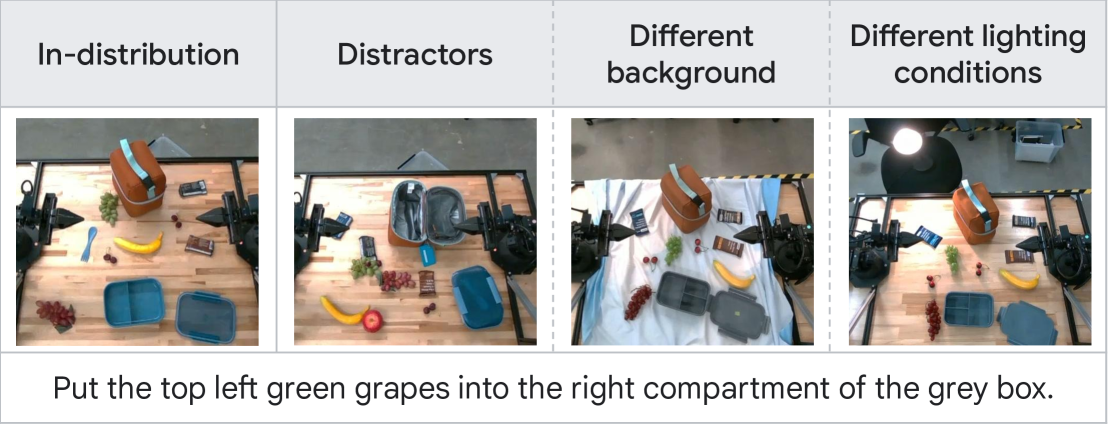 In-distribution
Distractors
Different
background
Different lighting
conditions
Put the top left green grapes into the right compartment of the grey box.